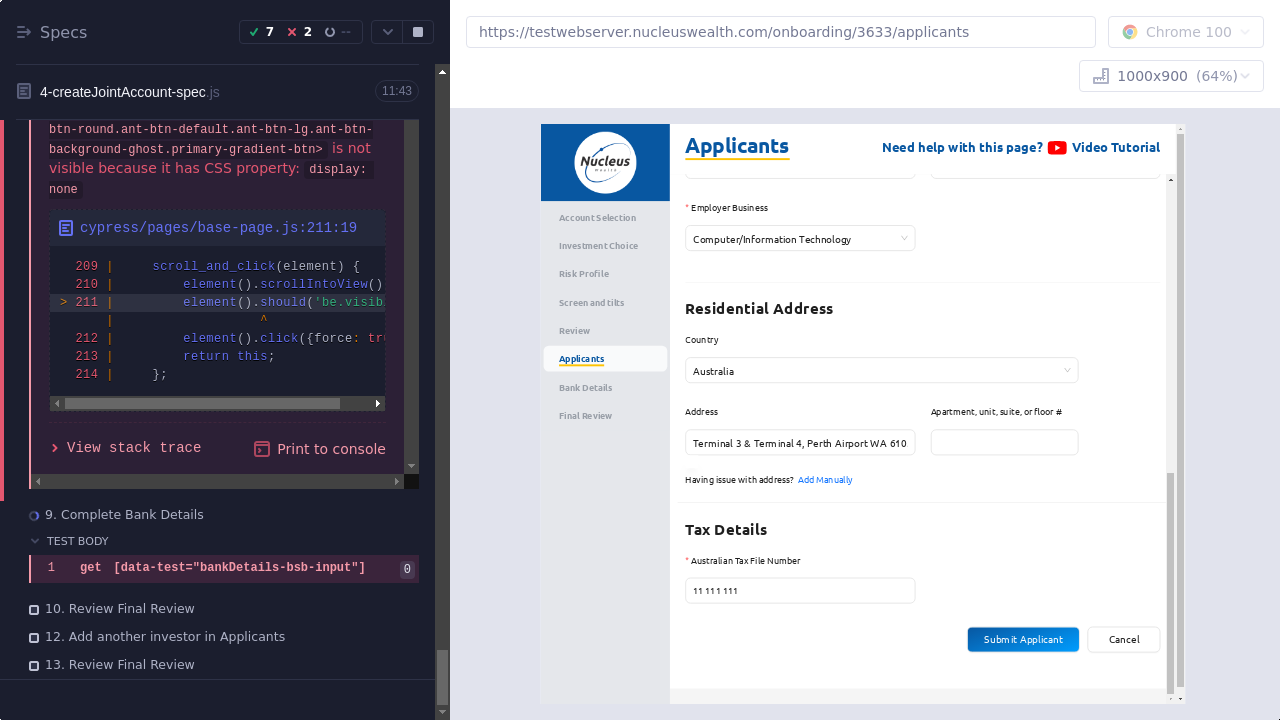 Specs
7
2
--
4-createJointAccount-spec.js
11:43
btn-round.ant-btn-default.ant-btn-lg.ant-btn-
background-ghost.primary-gradient-btn> is not
visible because it has CSS property: display:
none
cypress/pages/base-page.js:211:19
209 | scroll_and_click(element) {
210 | element().scrollIntoView()
> 211 | element().should('be.visib
| ^
212 | element().click({force: tru
213 | return this;
214 | };
View stack trace
Print to console
9. Complete Bank Details
TEST BODY
1 get [data-test="bankDetails-bsb-input"] 0
10. Review Final Review
12. Add another investor in Applicants
13. Review Final Review
https://testwebserver.nucleuswealth.com/onboarding/3633/applicants
Chrome 100
1000x900 (64%)
Nucleus
Wealth
Account Selection
Investment Choice
Risk Profile
Screen and tilts
Review
Applicants
Bank Details
Final Review
Applicants
Need help with this page? Video Tutorial
* Employer Business
Computer/Information Technology
Residential Address
Country
Australia
Address
Apartment, unit, suite, or floor #
Terminal 3 & Terminal 4, Perth Airport WA 610
Having issue with address? Add Manually
Tax Details
* Australian Tax File Number
11 111 111
Submit Applicant
Cancel